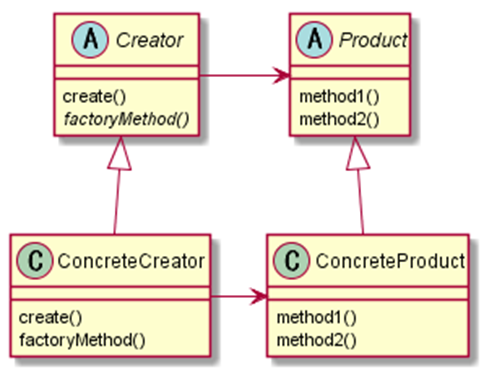 A Creator
create()
factoryMethod()
A Product
method1()
method2()
C ConcreteCreator
create()
factoryMethod()
C ConcreteProduct
method1()
method2()